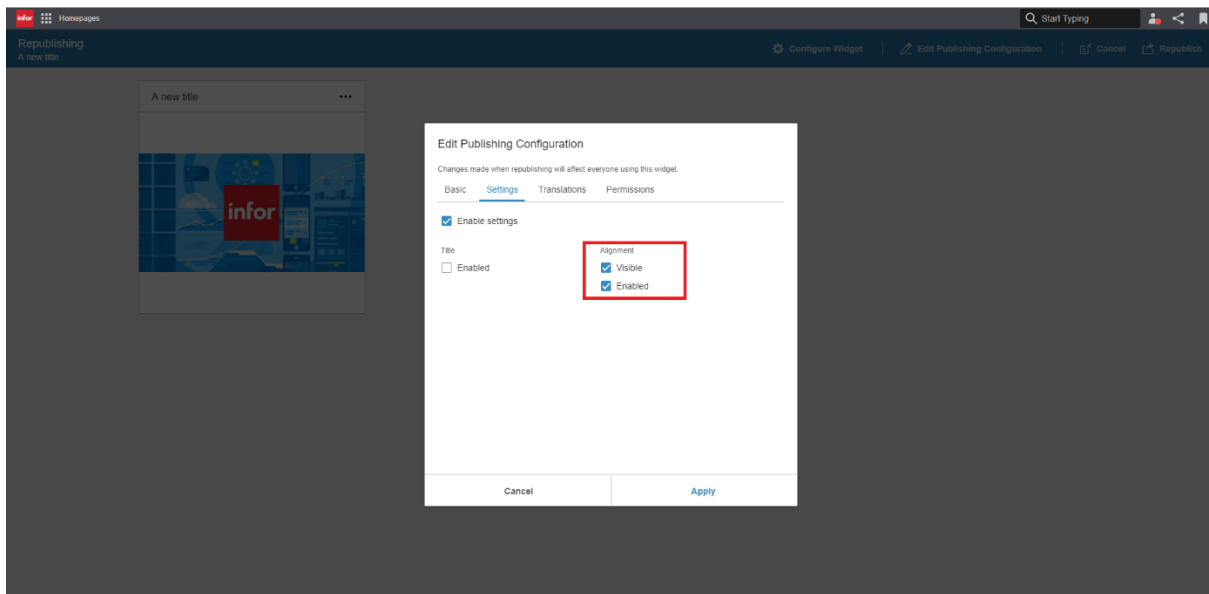 infor Homepages Start Typing
Republishing
A new title
Configure Widget Edit Publishing Configuration Cancel Republish
A new title
infor
Edit Publishing Configuration
Changes made when republishing will affect everyone using this widget.
Basic Settings Translations Permissions
Enable settings
Title Alignment
Enabled Visible
Enabled
Cancel Apply